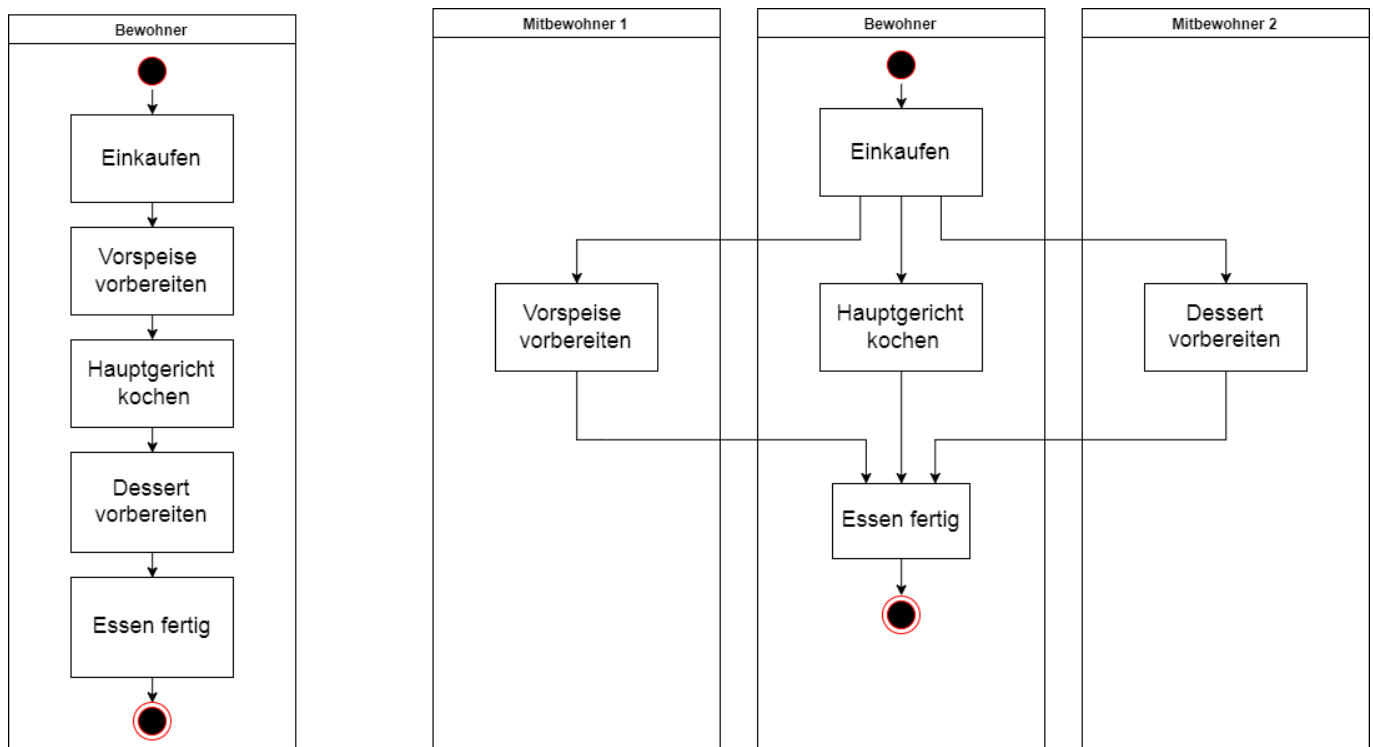 Bewohner
Einkaufen
Vorspeise
vorbereiten
Hauptgericht
kochen
Dessert
vorbereiten
Essen fertig
Mitbewohner 1
Bewohner
Mitbewohner 2
Einkaufen
Vorspeise
vorbereiten
Hauptgericht
kochen
Dessert
vorbereiten
Essen fertig